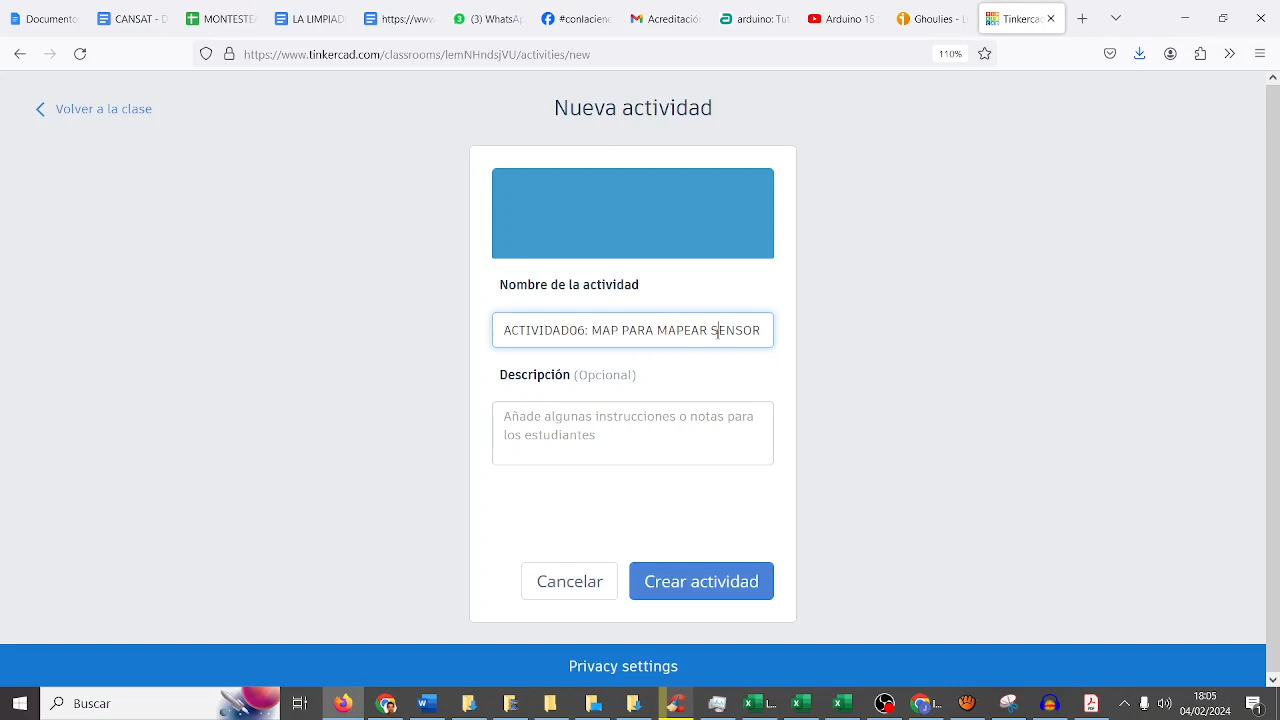 Documento
CANSAT - D
MONTESTE
LA LIMPIAD
https://www.
(3) WhatsAp
#conlacien
Acreditació
arduino: Tut
Arduino 15
Ghoulies - L
Tinkercad
https://www.tinkercad.com/classrooms/lemNHndsjVU/activities/new
110%
Volver a la clase
Nueva actividad
Nombre de la actividad
ACTIVIDAD06: MAP PARA MAPEAR SENSOR
Descripción (Opcional)
Añade algunas instrucciones o notas para
los estudiantes
Cancelar
Crear actividad
Privacy settings
Buscar
18:05
04/02/2024